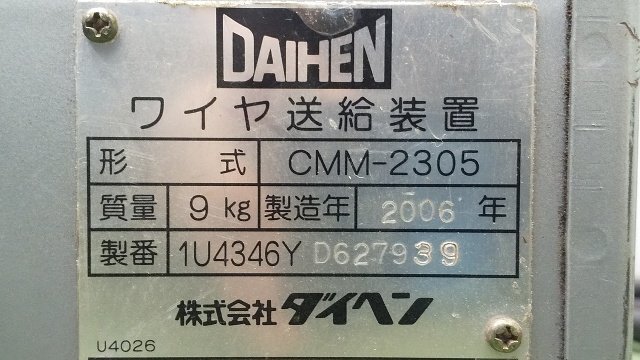 DAIHEN
ワイヤ送給装置
形 式 CMM-2305
質量 9 kg 製造年 2006 年
製番 1U4346Y D627939
株式会社 ダイヘン
U4026